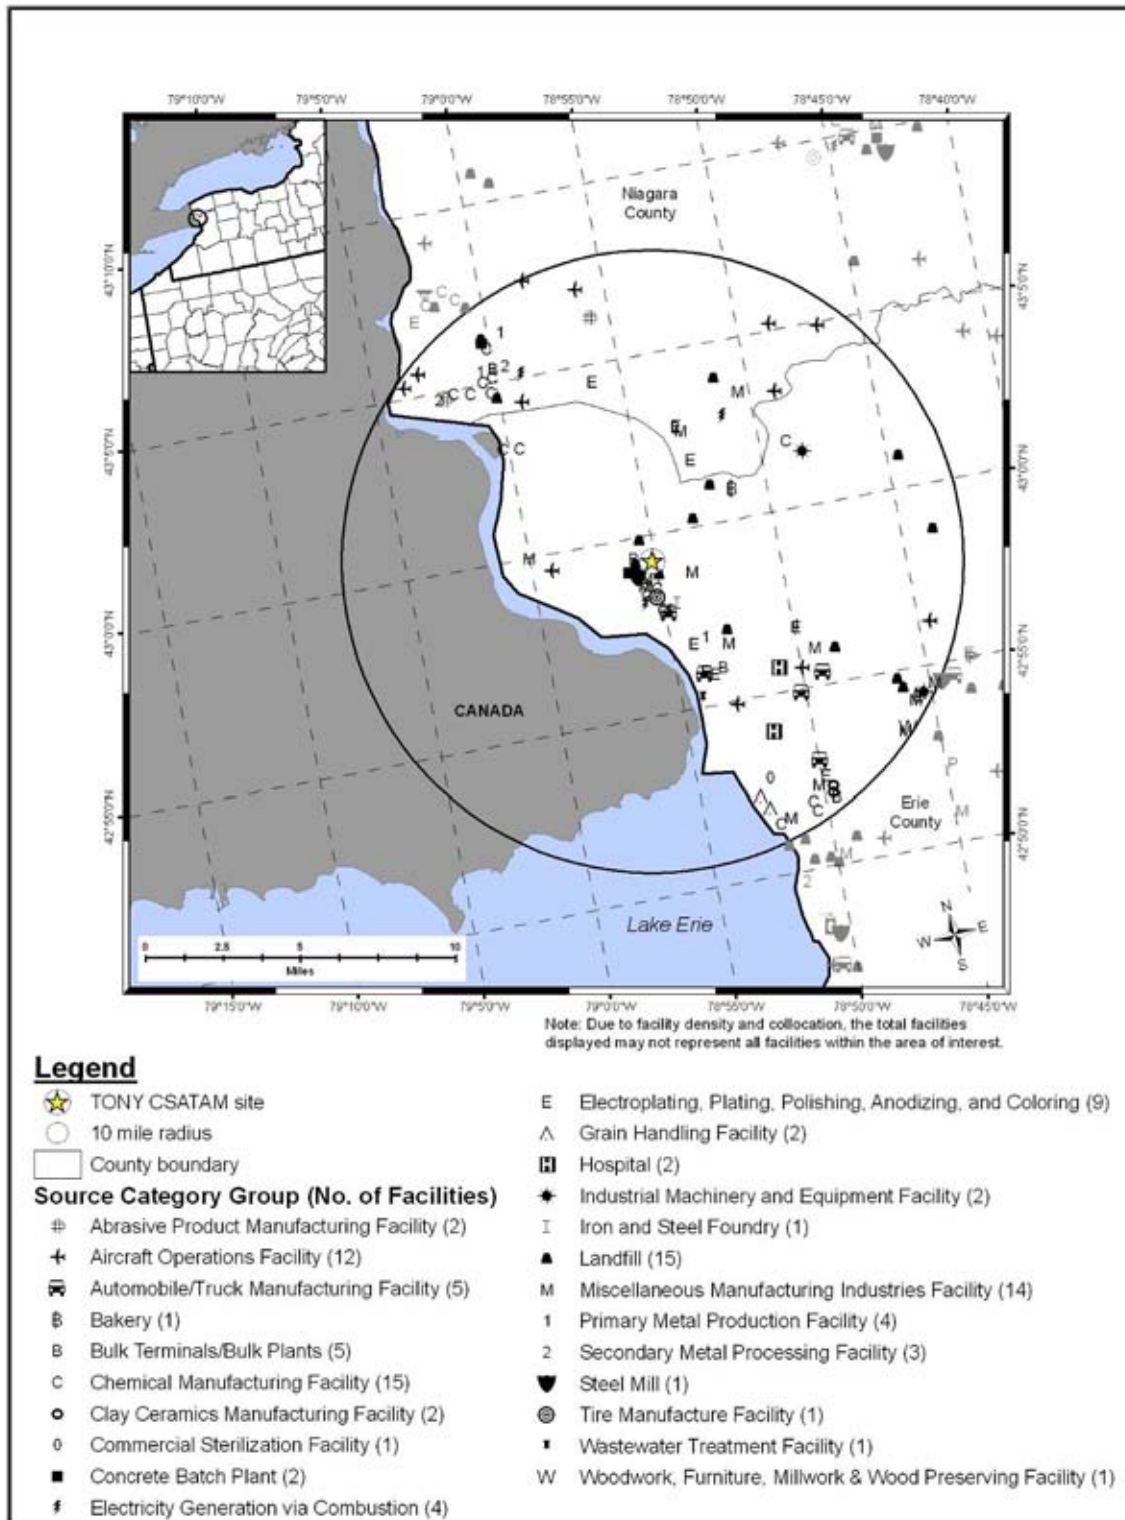 79°10'0"W 79°5'0"W 79°0'0"W 78°55'0"W 78°50'0"W 78°45'0"W 78°40'0"W
Niagara
County
43°10'0"N
43°5'0"N
43°5'0"N
43°0'0"N
43°0'0"N
42°55'0"N
CANADA
Erie
County
42°55'0"N
42°50'0"N
Lake Erie
N
W E
S
0 2.5 5 10
Miles
79°15'0"W 79°10'0"W 79°5'0"W 79°0'0"W 78°55'0"W 78°50'0"W 78°45'0"W
Note: Due to facility density and collocation, the total facilities
displayed may not represent all facilities within the area of interest.
Legend
TONY CSATAM site
10 mile radius
County boundary
Source Category Group (No. of Facilities)
Abrasive Product Manufacturing Facility (2)
Aircraft Operations Facility (12)
Automobile/Truck Manufacturing Facility (5)
Bakery (1)
B Bulk Terminals/Bulk Plants (5)
C Chemical Manufacturing Facility (15)
Clay Ceramics Manufacturing Facility (2)
0 Commercial Sterilization Facility (1)
Concrete Batch Plant (2)
Electricity Generation via Combustion (4)
E Electroplating, Plating, Polishing, Anodizing, and Coloring (9)
Grain Handling Facility (2)
H Hospital (2)
Industrial Machinery and Equipment Facility (2)
I Iron and Steel Foundry (1)
Landfill (15)
M Miscellaneous Manufacturing Industries Facility (14)
1 Primary Metal Production Facility (4)
2 Secondary Metal Processing Facility (3)
Steel Mill (1)
Tire Manufacture Facility (1)
Wastewater Treatment Facility (1)
W Woodwork, Furniture, Millwork & Wood Preserving Facility (1)